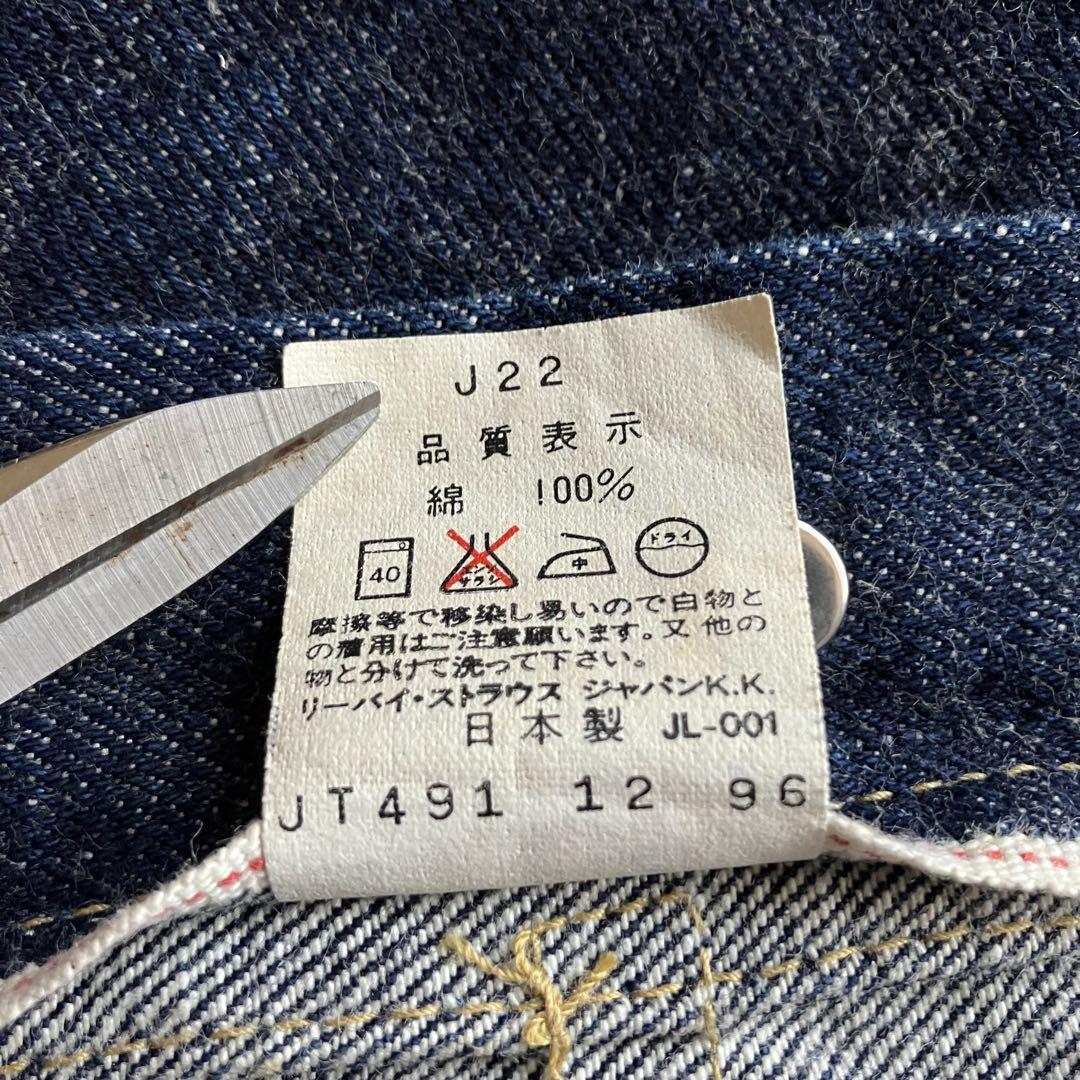 J22
品質表示
綿 100%
40 エンソ サラシ 中 ドライ
摩擦等で移染し易いので白物と
の着用はご注意願います。又他の
物と分けて洗って下さい。
リーバイ・ストラウス ジャパンK.K.
日本製 JL-001
JT491 12 96